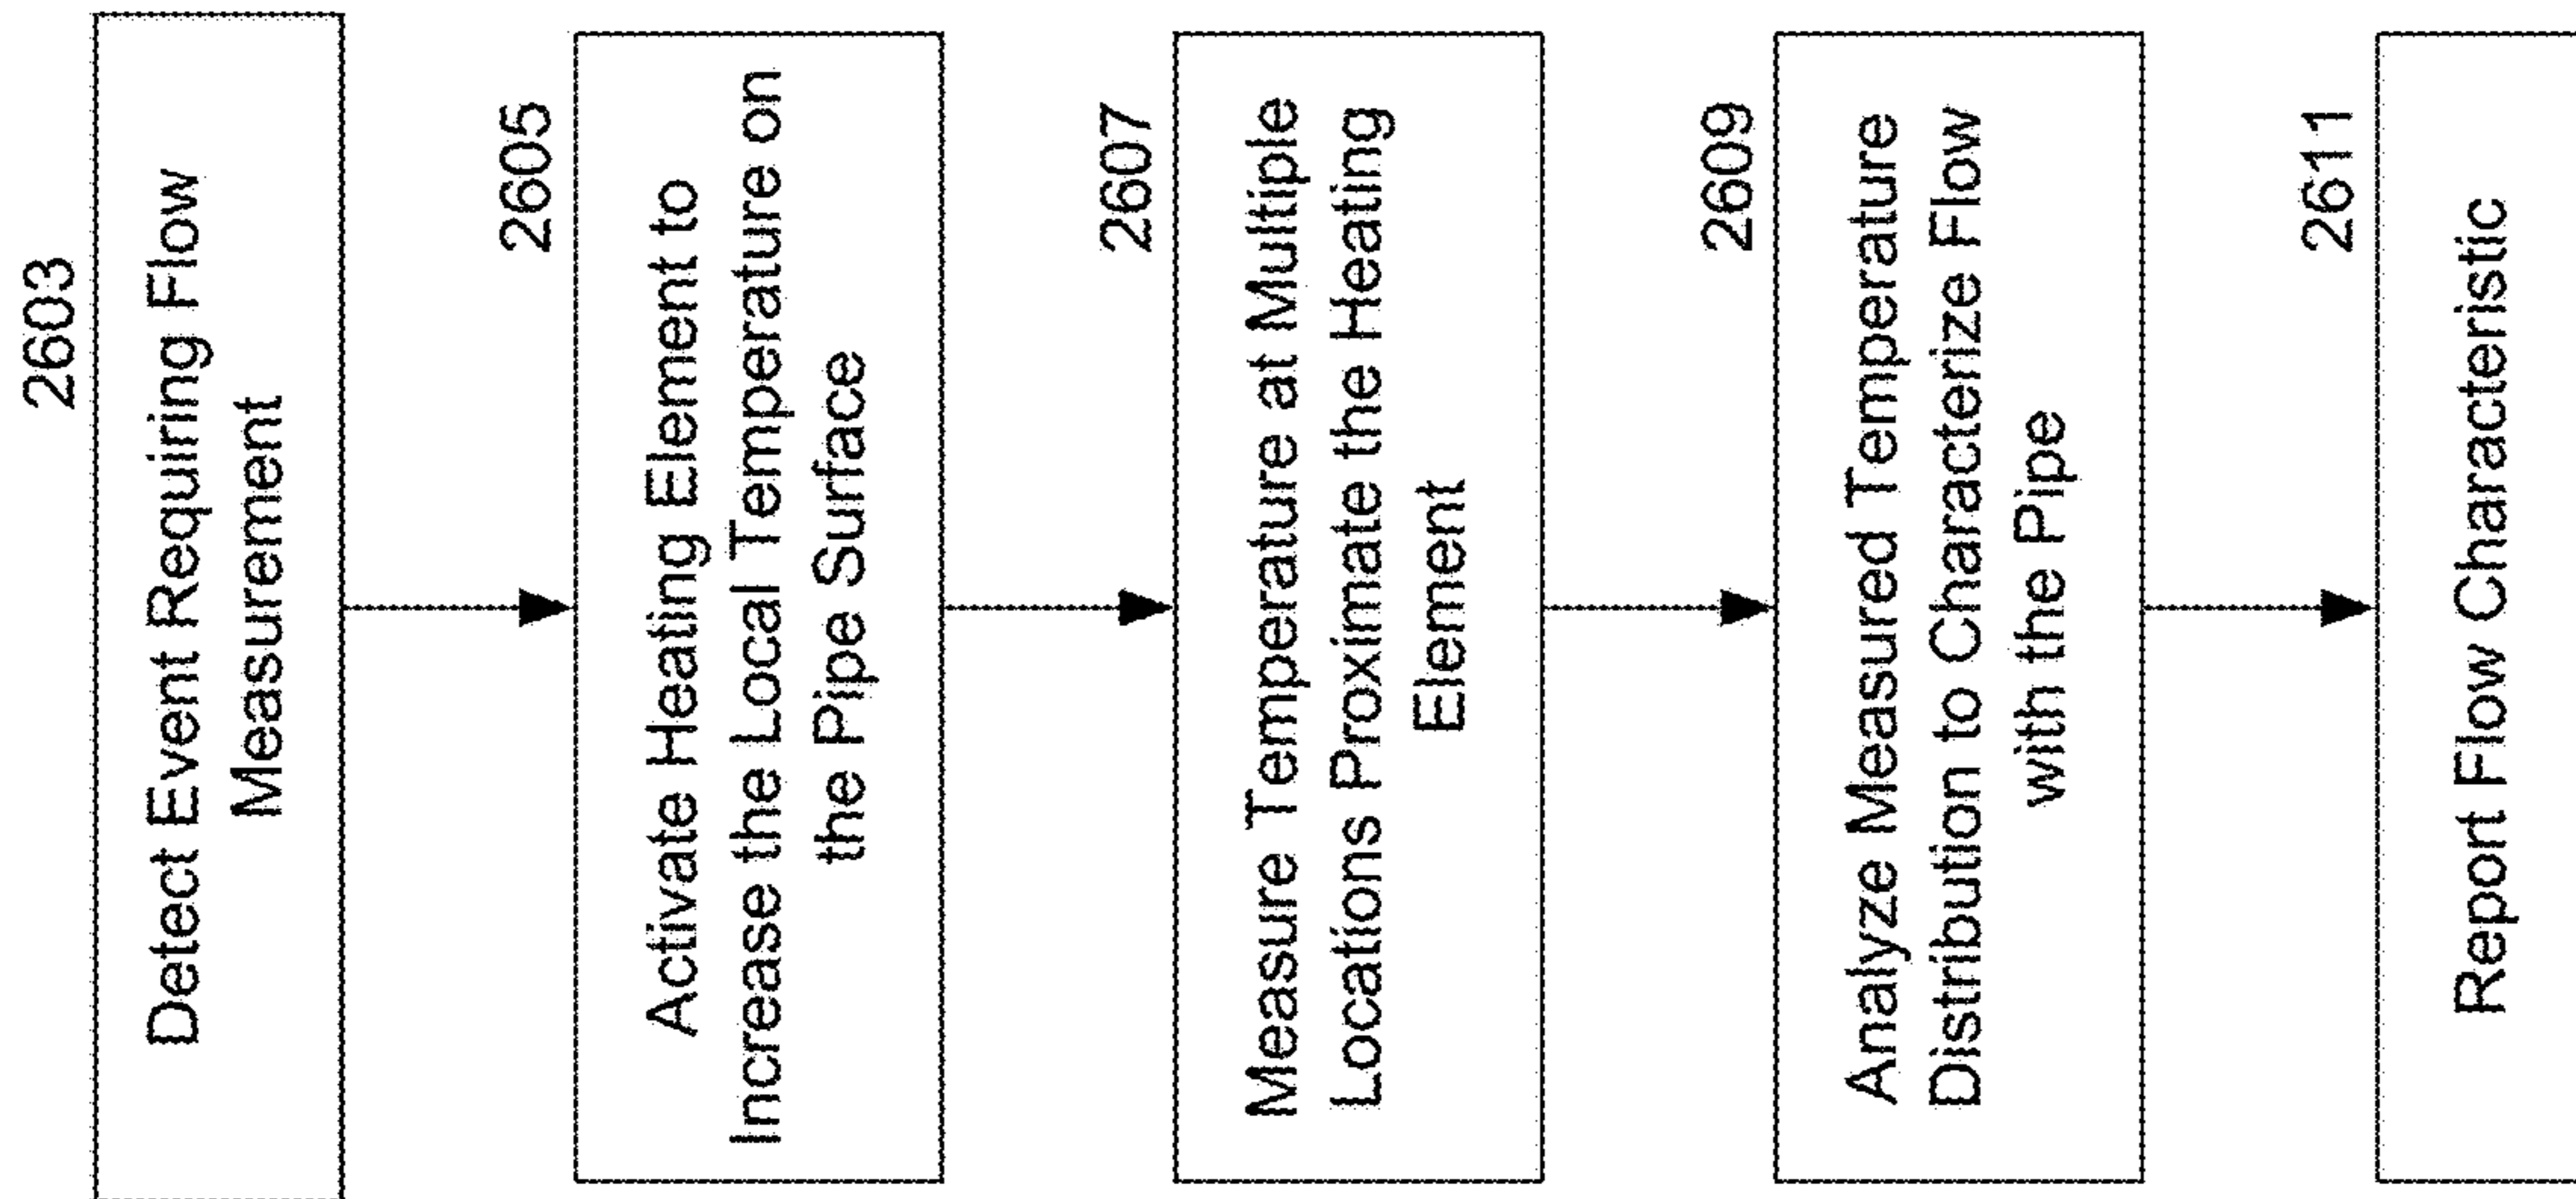 2603
Detect Event Requiring Flow
Measurement
2605
Activate Heating Element to
Increase the Local Temperature on
the Pipe Surface
2607
Measure Temperature at Multiple
Locations Proximate the Heating
Element
2609
Analyze Measured Temperature
Distribution to Characterize Flow
with the Pipe
2611
Report Flow Characteristic